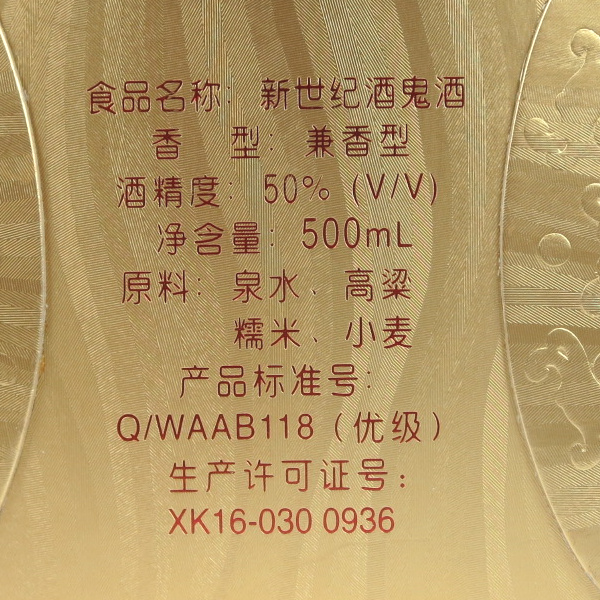 食品名称：新世纪酒鬼酒
香 型：兼香型
酒精度：50%（V/V）
净含量：500mL
原料：泉水、高粱
糯米、小麦
产品标准号：
Q/WAAB118（优级）
生产许可证号：
XK16-030 0936